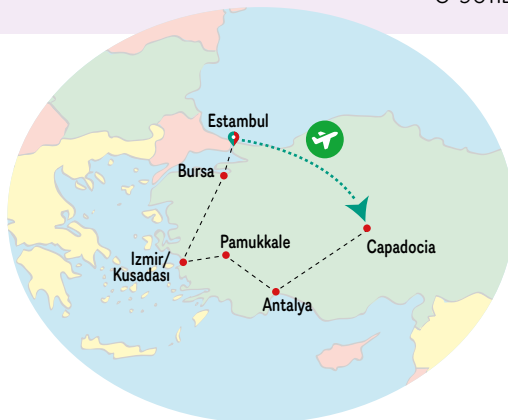 Estambul
Bursa
Pamukkale
Capadocia
Izmir/
Kusadası
Antalya